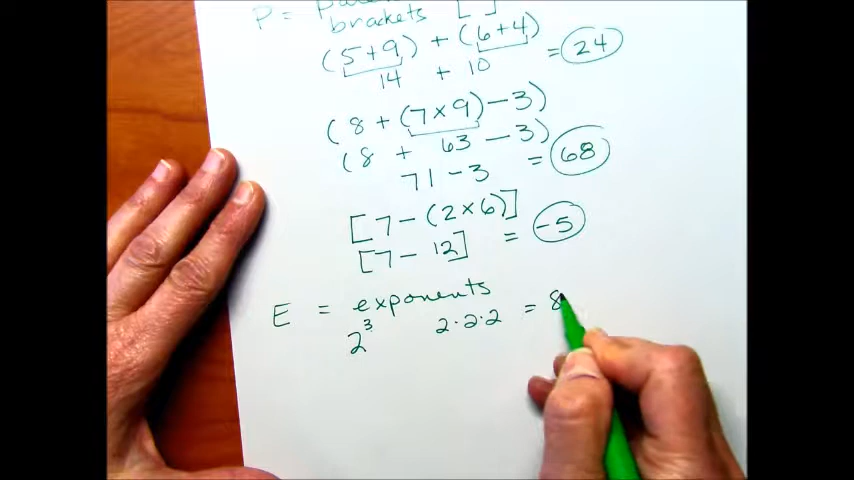 P =
brackets [ ]
(5+9) + (6+4)
14 + 10 = 24
(8 + (7 × 9) - 3)
(8 + 63 - 3)
71 - 3 = 68
[7 - (2 × 6)]
[7 - 12] = -5
E = exponents
2³ 2·2·2 = 8